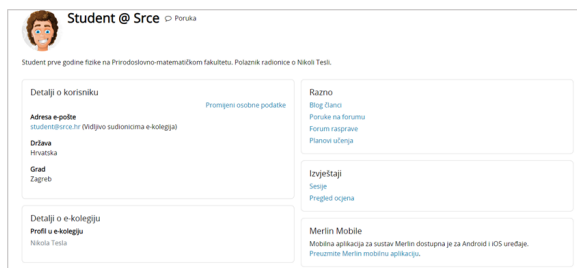 Student @ Srce Poruka
Student prve godine fizike na Prirodoslovno-matematičkom fakultetu. Polaznik radionice o Nikoli Tesli.
Detalji o korisniku
Promijeni osobne podatke
Adresa e-pošte
student@srce.hr (Vidljivo sudionicima e-kolegija)
Država
Hrvatska
Grad
Zagreb
Detalji o e-kolegiju
Profil u e-kolegiju
Nikola Tesla
Razno
Blog članci
Poruke na forumu
Forum rasprave
Planovi učenja
Izvještaji
Sesije
Pregled ocjena
Merlin Mobile
Mobilna aplikacija za sustav Merlin dostupna je za Android i iOS uređaje.
Preuzmite Merlin mobilnu aplikaciju.